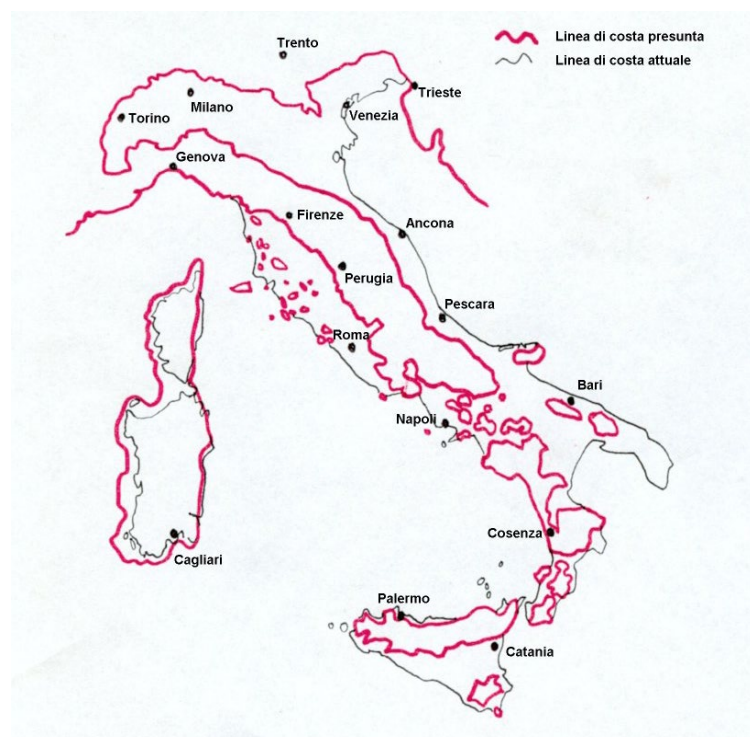 Linea di costa presunta
Linea di costa attuale
Trento
Trieste
Milano
Venezia
Torino
Genova
Firenze
Ancona
Perugia
Pescara
Roma
Bari
Napoli
Cosenza
Cagliari
Palermo
Catania